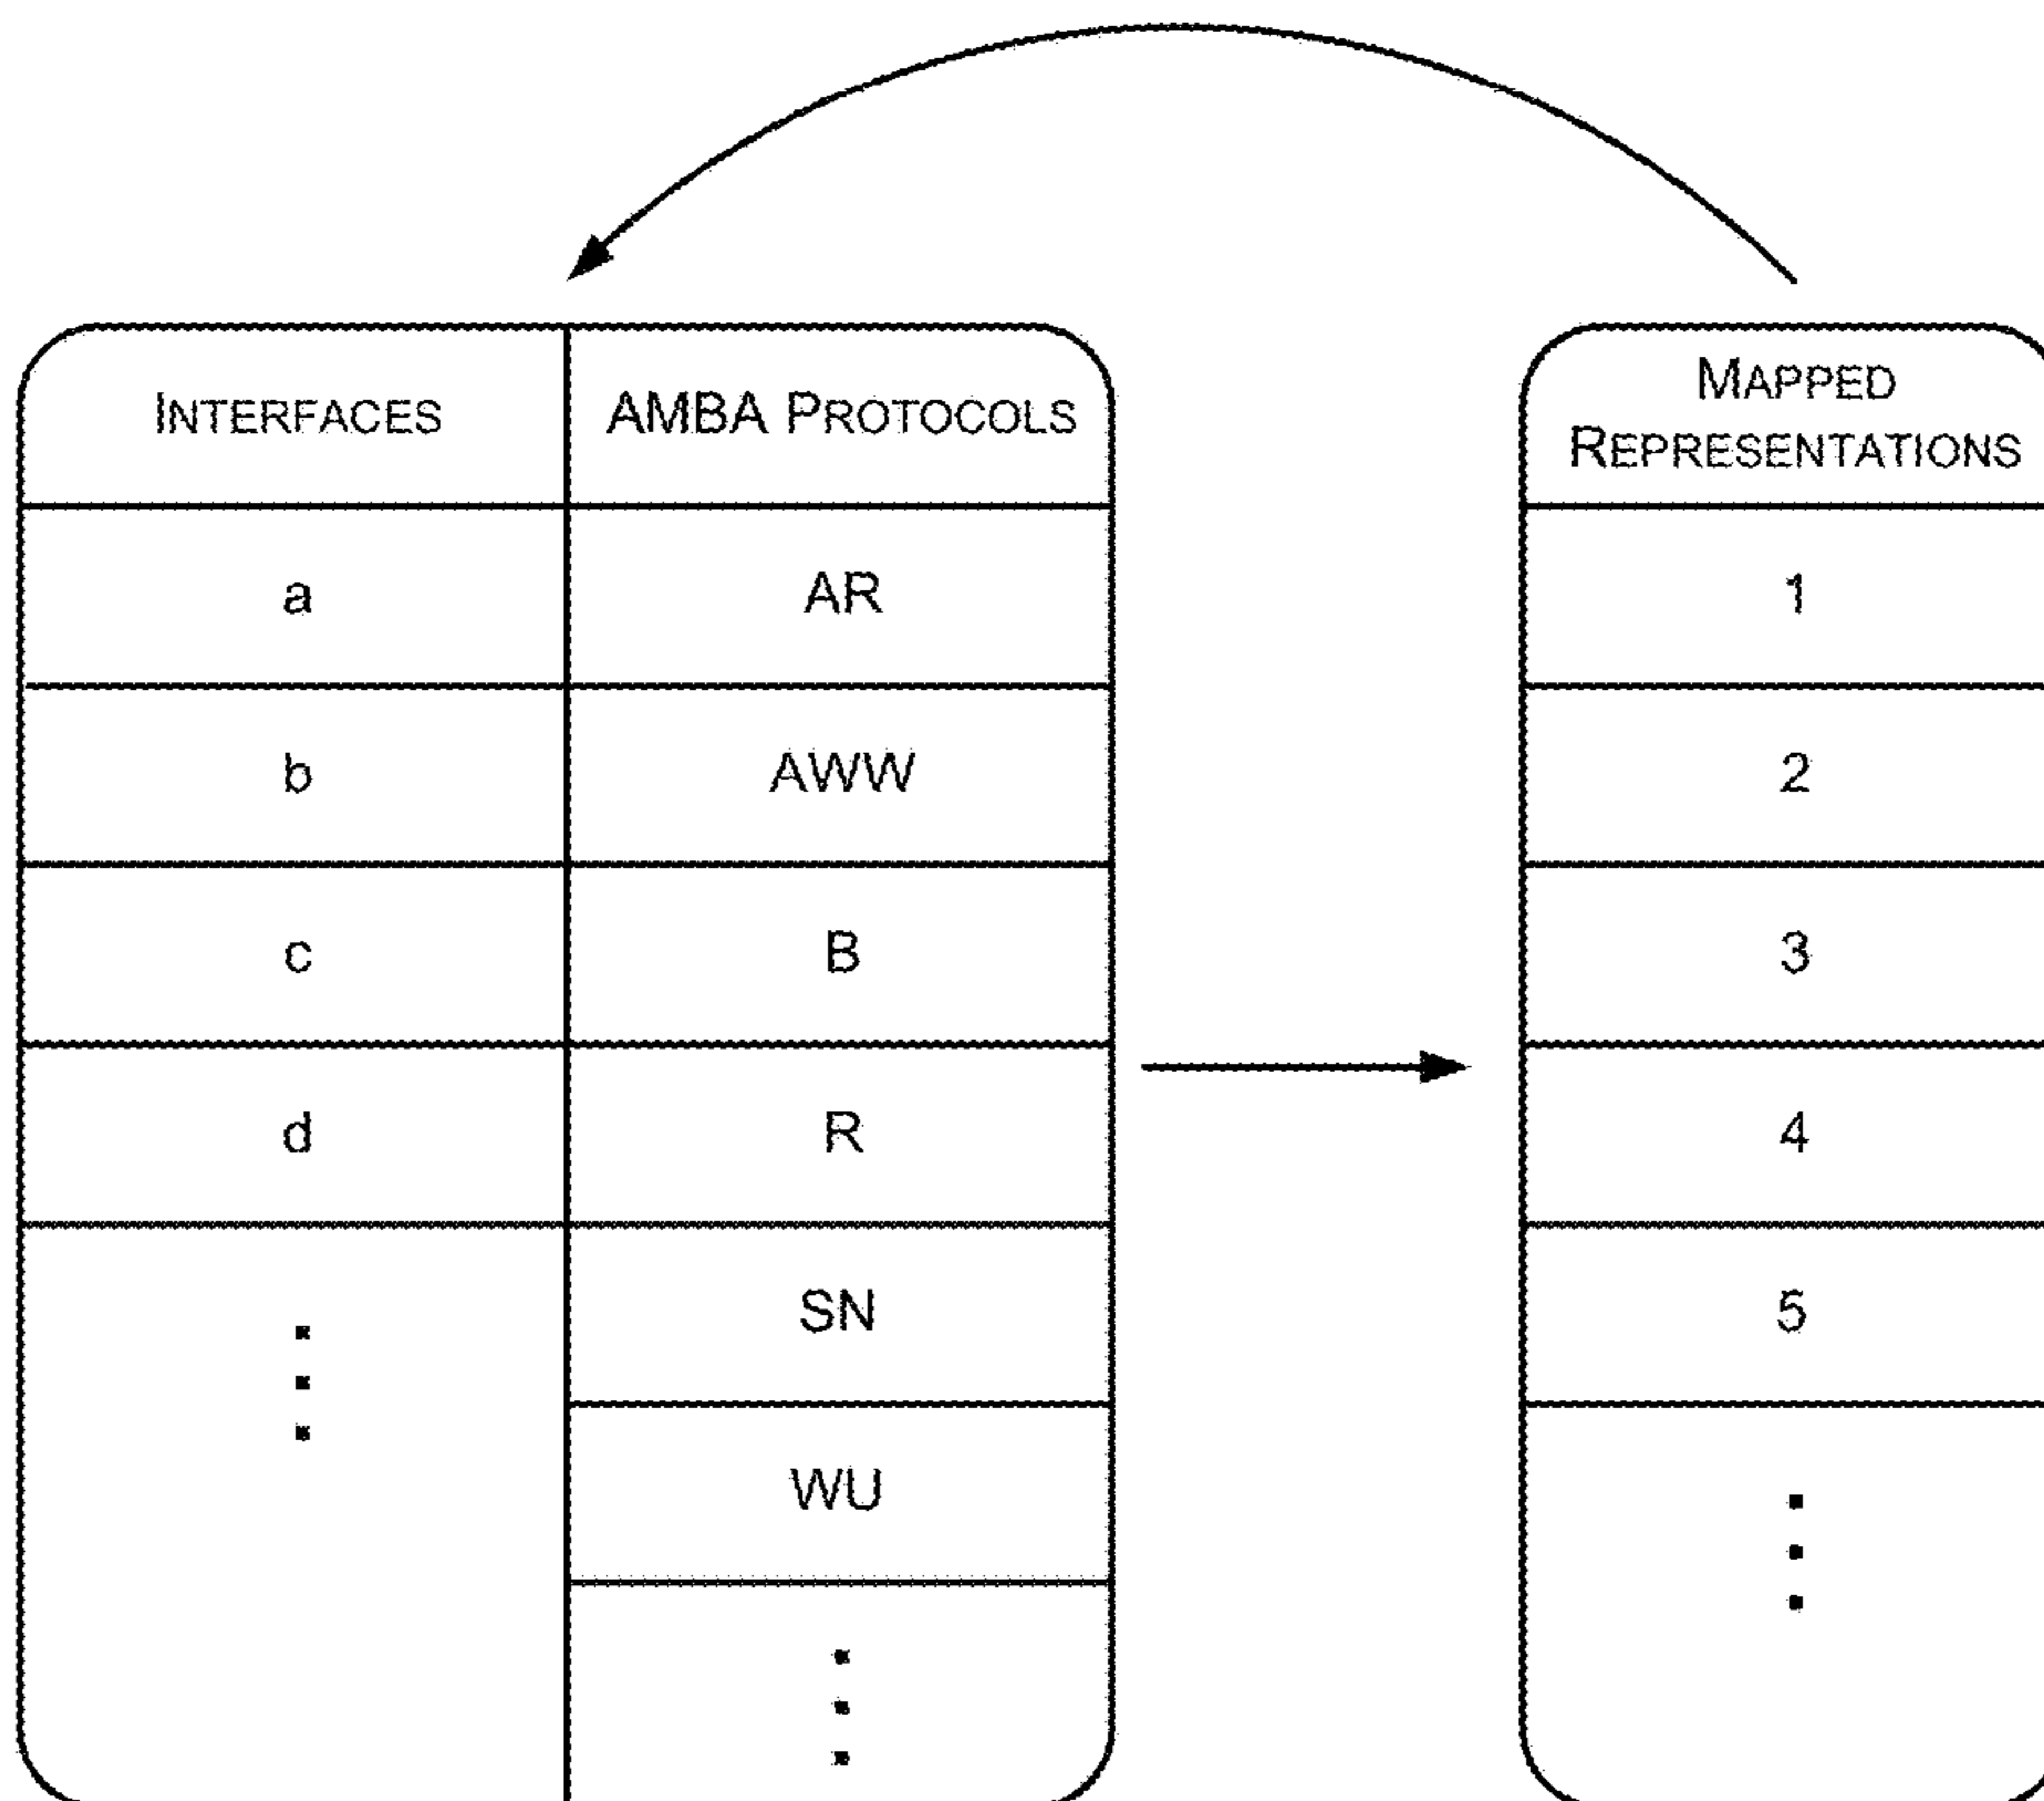 INTERFACES
AMBA PROTOCOLS
MAPPED
REPRESENTATIONS
a
AR
1
b
AWW
2
c
B
3
d
R
4
SN
5
WU